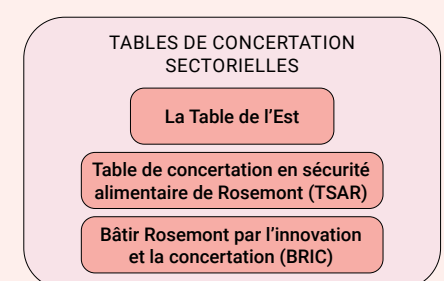 TABLES DE CONCERTATION
SECTORIELLES
La Table de l'Est
Table de concertation en sécurité
alimentaire de Rosemont (TSAR)
Bâtir Rosemont par l'innovation
et la concertation (BRIC)